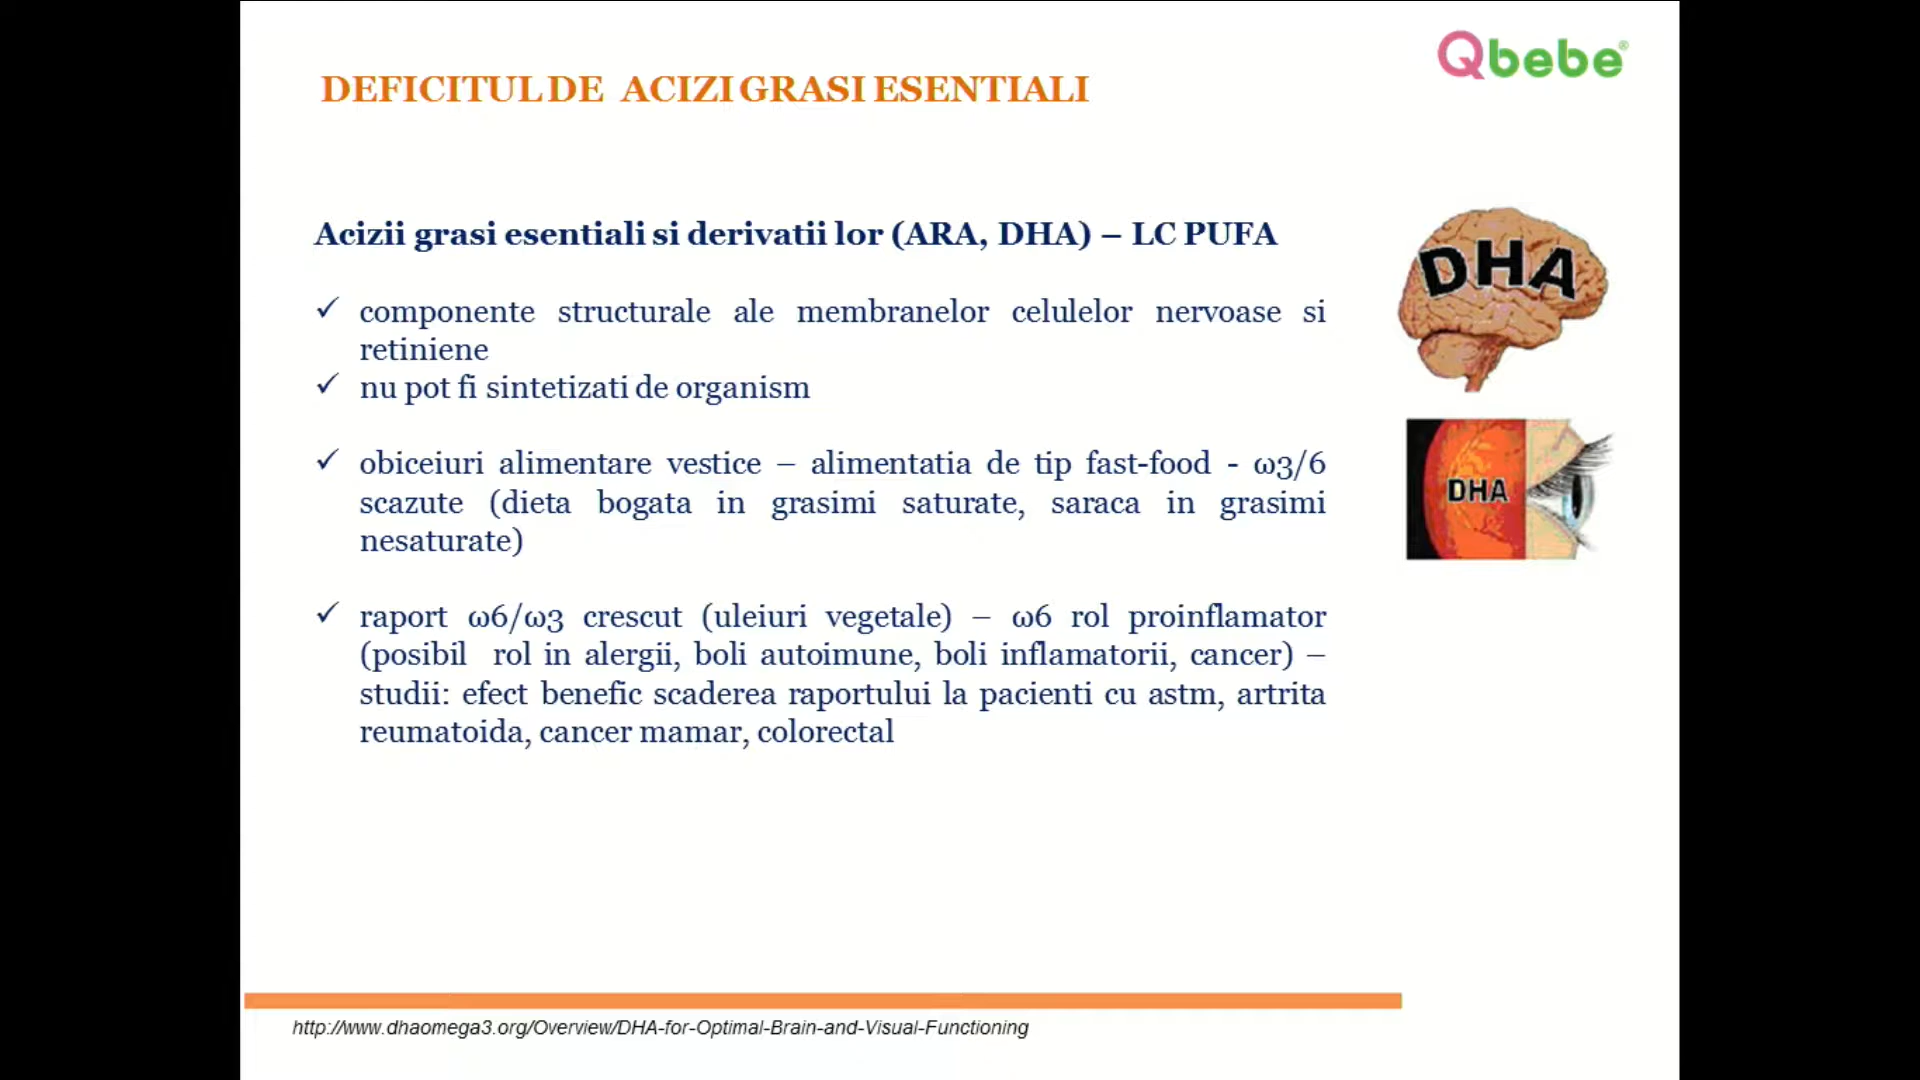 Qbebe®
DEFICITUL DE ACIZI GRASI ESENTIALI
Acizii grasi esentiali si derivatii lor (ARA, DHA) – LC PUFA
✓ componente structurale ale membranelor celulelor nervoase si
retiniene
✓ nu pot fi sintetizati de organism
✓ obiceiuri alimentare vestice – alimentatia de tip fast-food - ω3/6
scazute (dieta bogata in grasimi saturate, saraca in grasimi
nesaturate)
✓ raport ω6/ω3 crescut (uleiuri vegetale) – ω6 rol proinflamator
(posibil rol in alergii, boli autoimune, boli inflamatorii, cancer) –
studii: efect benefic scaderea raportului la pacienti cu astm, artrita
reumatoida, cancer mamar, colorectal
DHA
DHA
http://www.dhaomega3.org/Overview/DHA-for-Optimal-Brain-and-Visual-Functioning